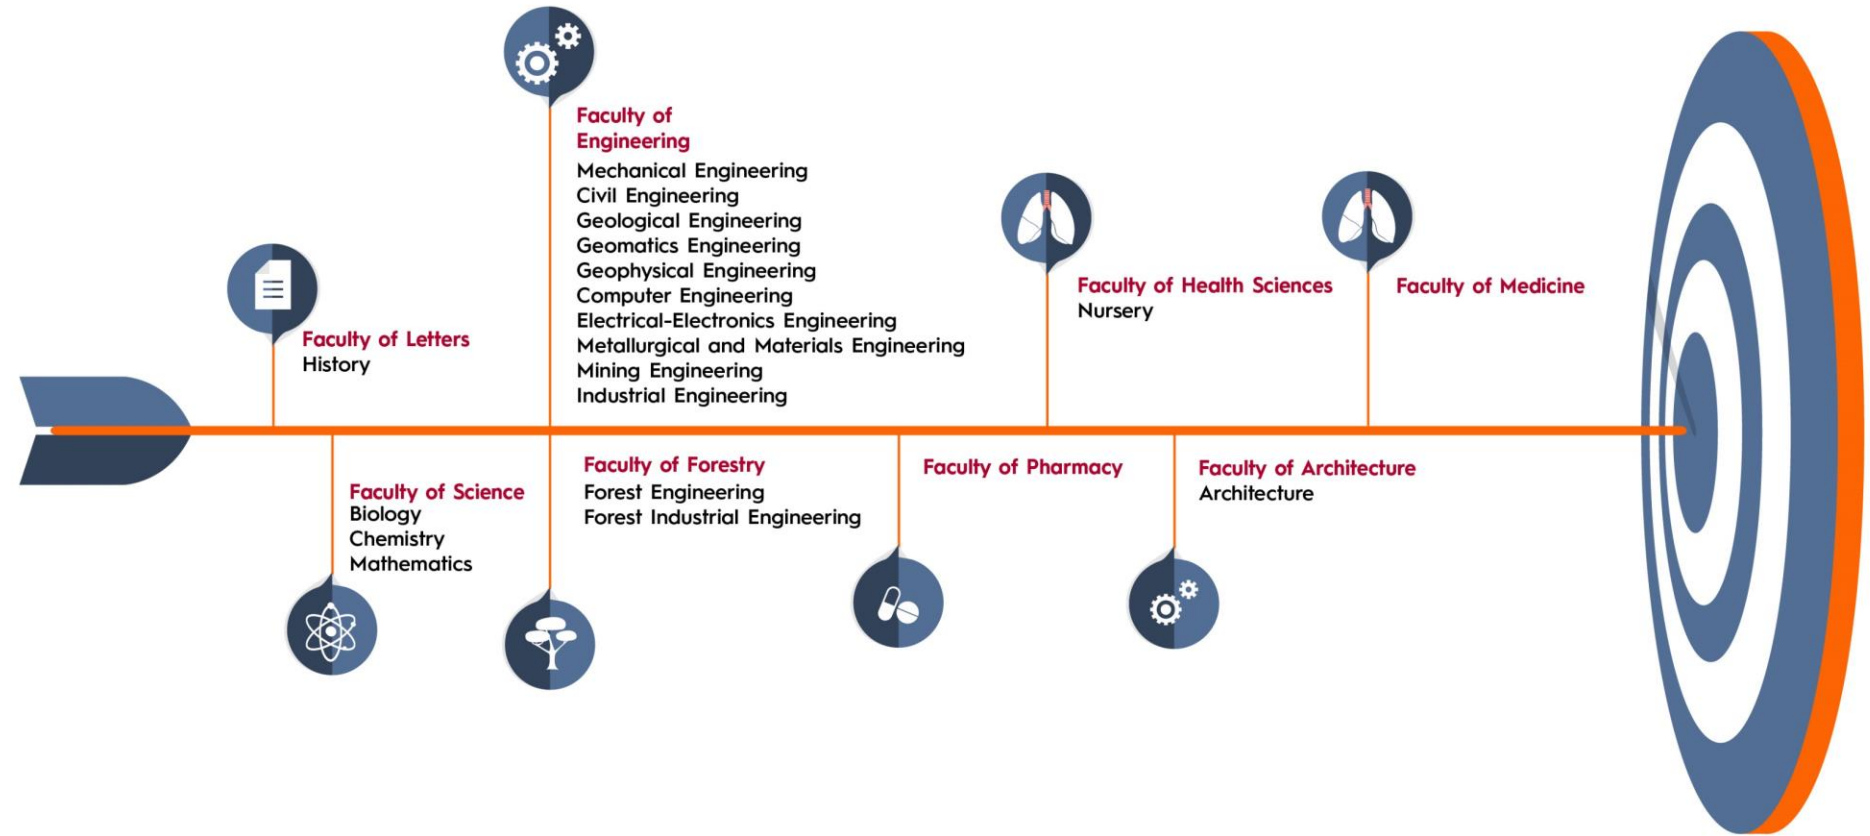 Faculty of
Engineering
Mechanical Engineering
Civil Engineering
Geological Engineering
Geomatics Engineering
Geophysical Engineering
Computer Engineering
Electrical-Electronics Engineering
Metallurgical and Materials Engineering
Mining Engineering
Industrial Engineering
Faculty of Letters
History
Faculty of Health Sciences
Nursery
Faculty of Medicine
Faculty of Science
Biology
Chemistry
Mathematics
Faculty of Forestry
Forest Engineering
Forest Industrial Engineering
Faculty of Pharmacy
Faculty of Architecture
Architecture